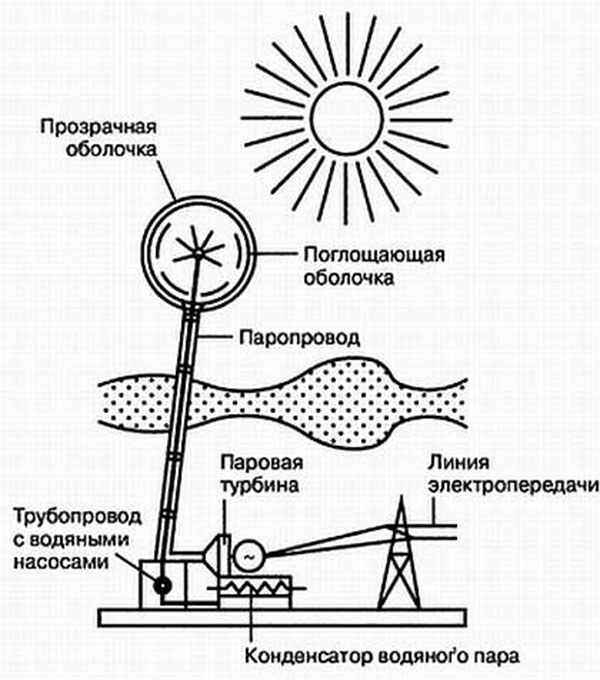 Прозрачная
оболочка
Поглощающая
оболочка
Паропровод
Паровая
турбина
Линия
электропередачи
Трубопровод
с водяными
насосами
~
Конденсатор водяного пара